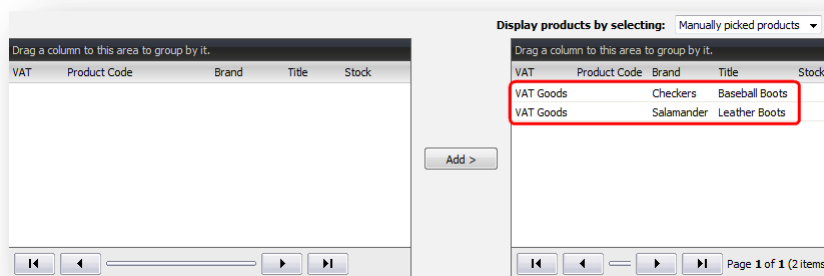 Display products by selecting: Manually picked products
Drag a column to this area to group by it.
VAT Product Code Brand Title Stock
Add >
Drag a column to this area to group by it.
VAT Product Code Brand Title Stock
VAT Goods Checkers Baseball Boots
VAT Goods Salamander Leather Boots
Page 1 of 1 (2 items